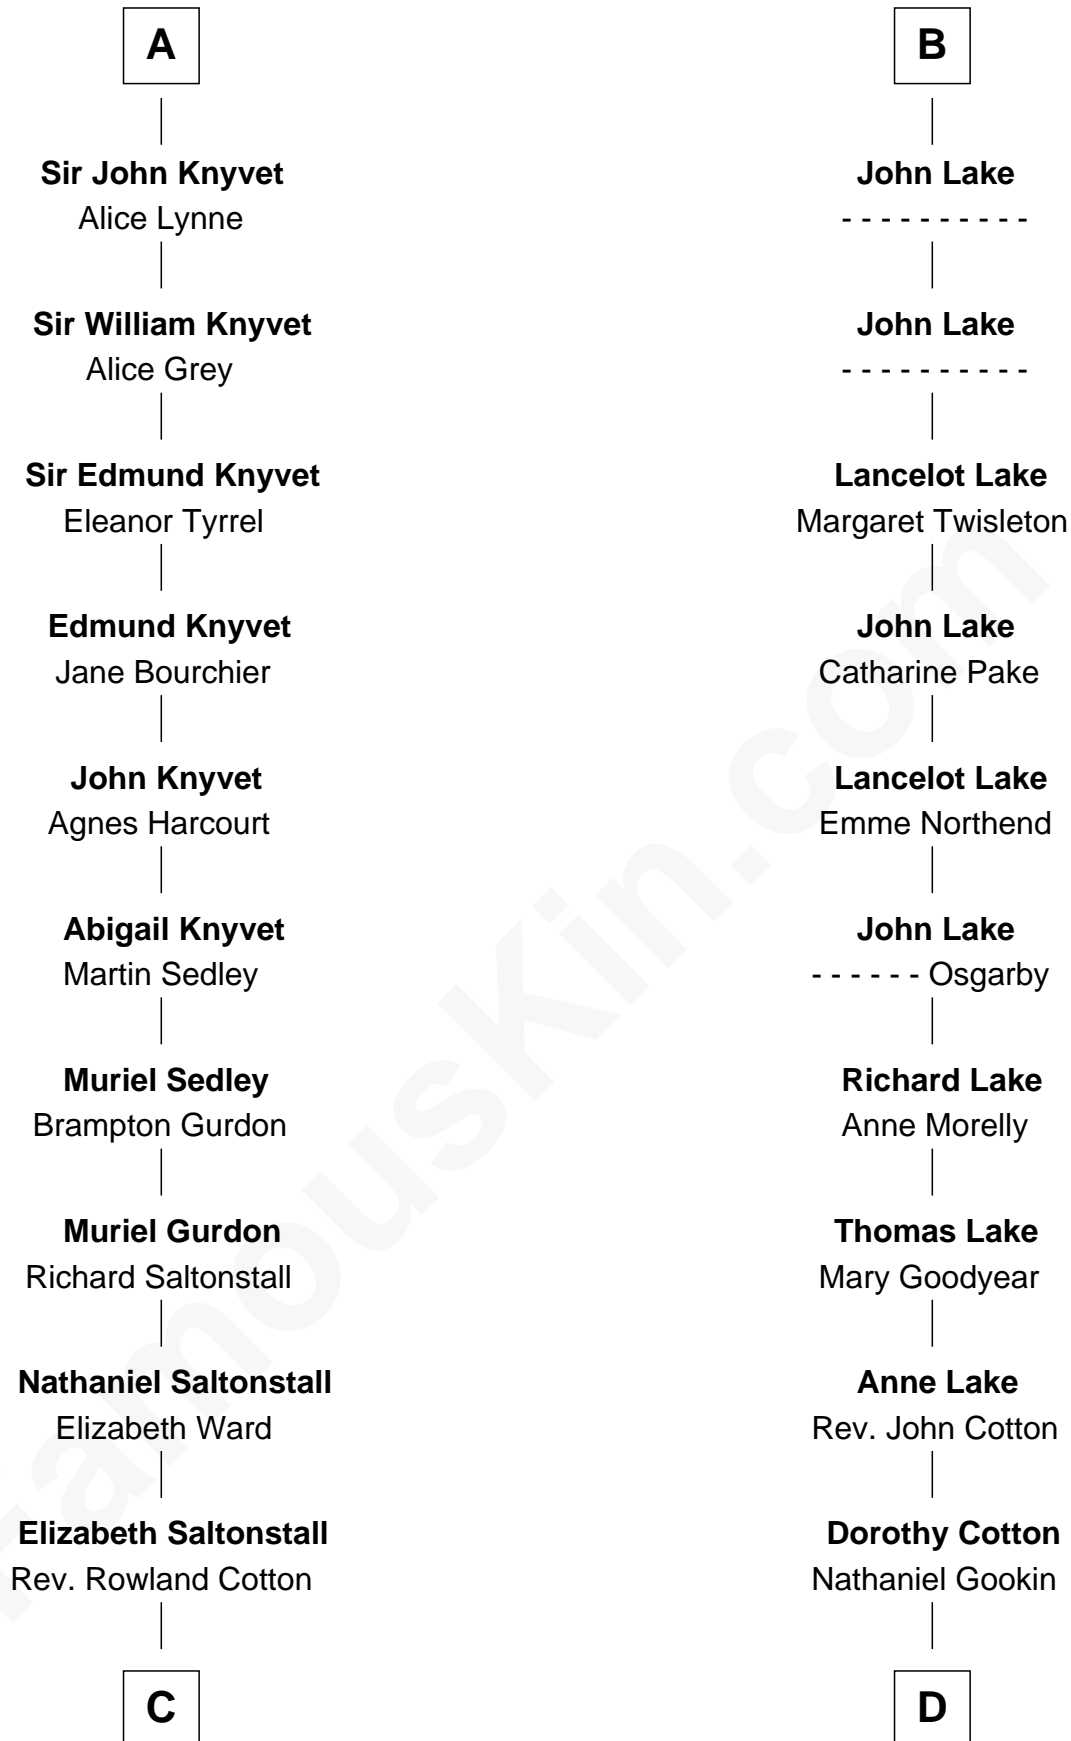 A
Sir John Knyvet
Alice Lynne
Sir William Knyvet
Alice Grey
Sir Edmund Knyvet
Eleanor Tyrrel
Edmund Knyvet
Jane Bourchier
John Knyvet
Agnes Harcourt
Abigail Knyvet
Martin Sedley
Muriel Sedley
Brampton Gurdon
Muriel Gurdon
Richard Saltonstall
Nathaniel Saltonstall
Elizabeth Ward
Elizabeth Saltonstall
Rev. Rowland Cotton
C
B
John Lake
- - - - - - - - - -
John Lake
- - - - - - - - - -
Lancelot Lake
Margaret Twisleton
John Lake
Catharine Pake
Lancelot Lake
Emme Northend
John Lake
- - - - - - Osgarby
Richard Lake
Anne Morelly
Thomas Lake
Mary Goodyear
Anne Lake
Rev. John Cotton
Dorothy Cotton
Nathaniel Gookin
D
FamousKin.com